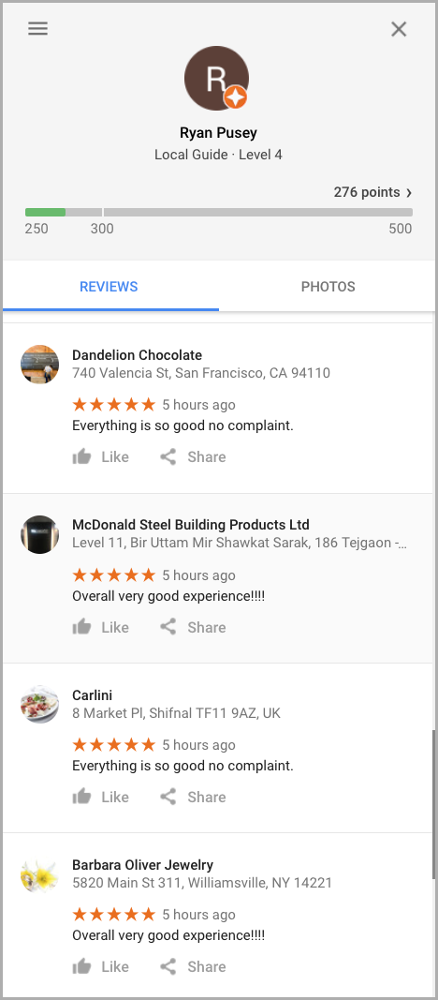 R
Ryan Pusey
Local Guide · Level 4
276 points ›
250 300 500
REVIEWS PHOTOS
Dandelion Chocolate
740 Valencia St, San Francisco, CA 94110
5 hours ago
Everything is so good no complaint.
Like Share
McDonald Steel Building Products Ltd
Level 11, Bir Uttam Mir Shawkat Sarak, 186 Tejgaon -...
5 hours ago
Overall very good experience!!!!
Like Share
Carlini
8 Market Pl, Shifnal TF11 9AZ, UK
5 hours ago
Everything is so good no complaint.
Like Share
Barbara Oliver Jewelry
5820 Main St 311, Williamsville, NY 14221
5 hours ago
Overall very good experience!!!!
Like Share